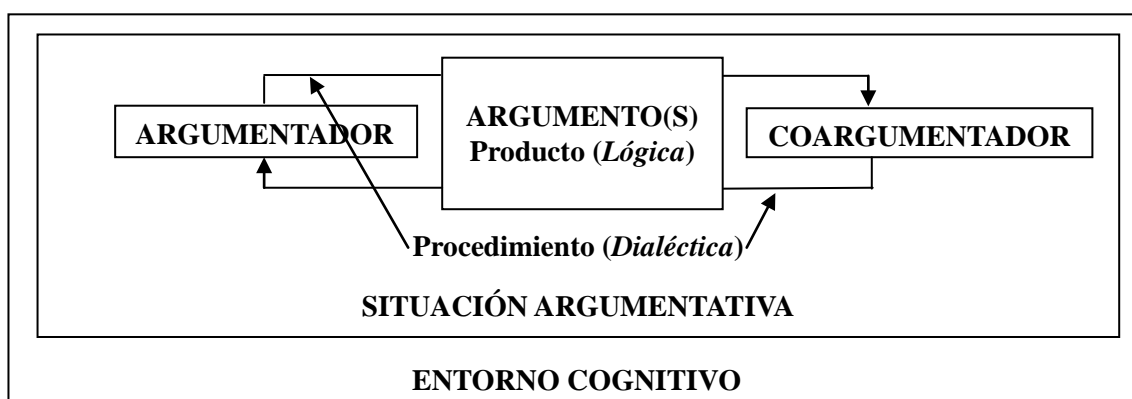 ARGUMENTADOR
ARGUMENTO(S)
Producto (Lógica)
COARGUMENTADOR
Procedimiento (Dialéctica)
SITUACIÓN ARGUMENTATIVA
ENTORNO COGNITIVO